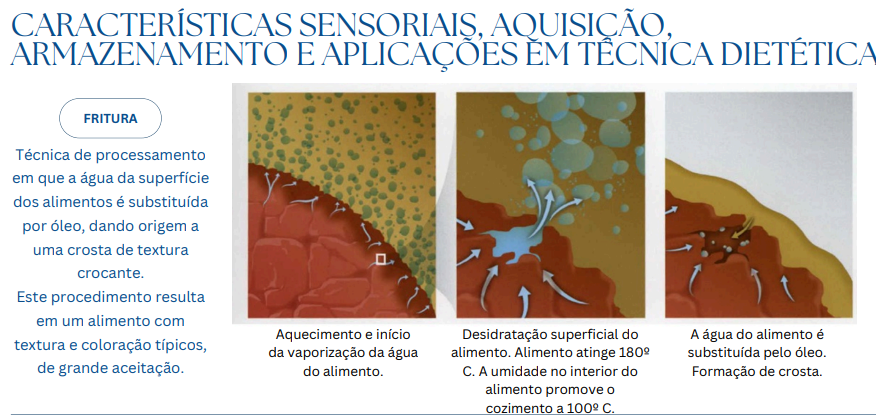 CARACTERÍSTICAS SENSORIAIS, AQUISIÇÃO,
ARMAZENAMENTO E APLICAÇÕES EM TÉCNICA DIETÉTICA
FRITURA
Técnica de processamento
em que a água da superfície
dos alimentos é substituída
por óleo, dando origem a
uma crosta de textura
crocante.
Este procedimento resulta
em um alimento com
textura e coloração típicos,
de grande aceitação.
Aquecimento e início
da vaporização da água
do alimento.
Desidratação superficial do
alimento. Alimento atinge 180º
C. A umidade no interior do
alimento promove o
cozimento a 100º C.
A água do alimento é
substituída pelo óleo.
Formação de crosta.